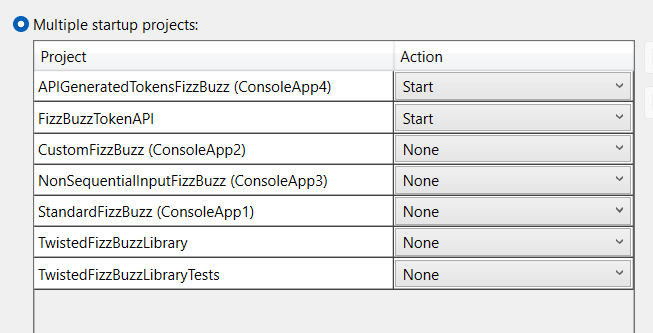 Multiple startup projects:
Project Action
APIGeneratedTokensFizzBuzz (ConsoleApp4) Start
FizzBuzzTokenAPI Start
CustomFizzBuzz (ConsoleApp2) None
NonSequentialInputFizzBuzz (ConsoleApp3) None
StandardFizzBuzz (ConsoleApp1) None
TwistedFizzBuzzLibrary None
TwistedFizzBuzzLibraryTests None